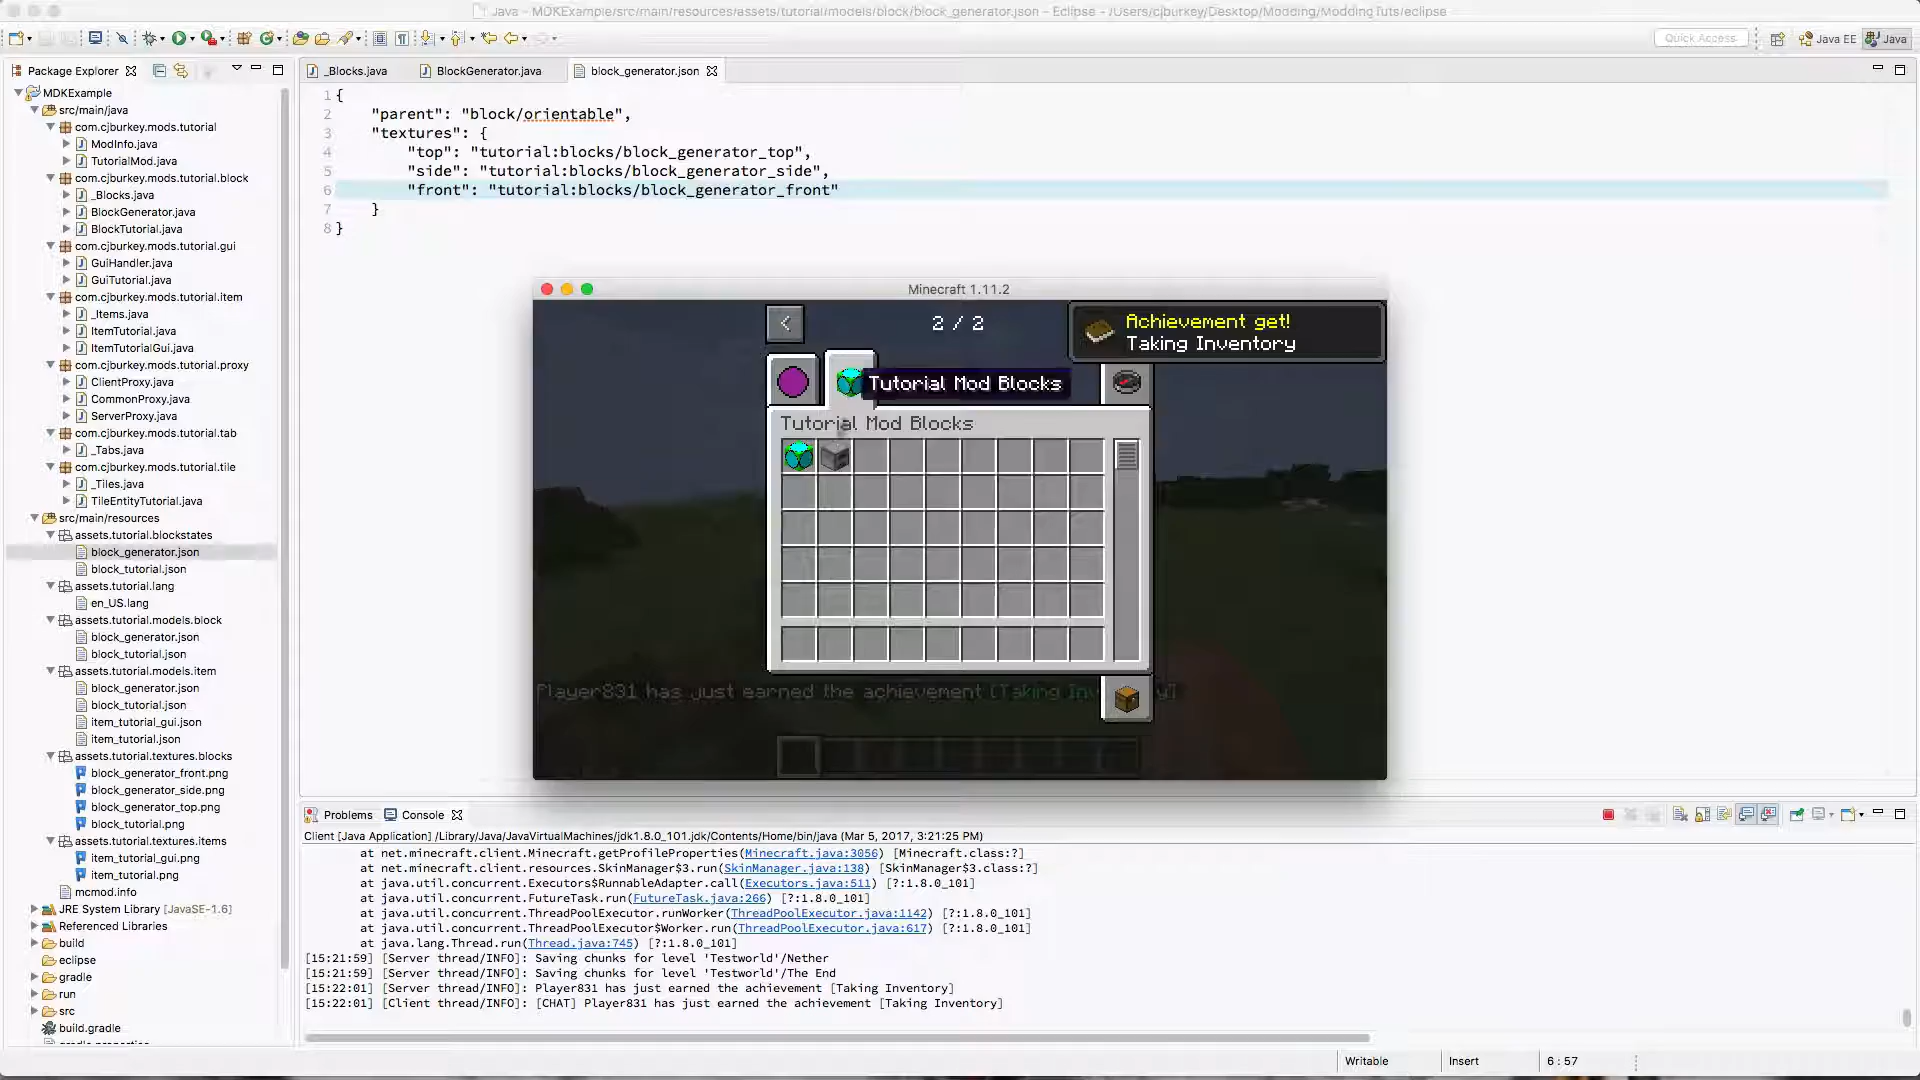 Java - MDKExample/src/main/resources/assets/tutorial/models/block/block_generator.json - Eclipse - /Users/cjburkey/Desktop/Modding/ModdingTuts/eclipse
Quick Access
Java EE
Java
Package Explorer
_Blocks.java
BlockGenerator.java
block_generator.json
MDKExample
src/main/java
com.cjburkey.mods.tutorial
ModInfo.java
TutorialMod.java
com.cjburkey.mods.tutorial.block
_Blocks.java
BlockGenerator.java
BlockTutorial.java
com.cjburkey.mods.tutorial.gui
GuiHandler.java
GuiTutorial.java
com.cjburkey.mods.tutorial.item
_Items.java
ItemTutorial.java
ItemTutorialGui.java
com.cjburkey.mods.tutorial.proxy
ClientProxy.java
CommonProxy.java
ServerProxy.java
com.cjburkey.mods.tutorial.tab
_Tabs.java
com.cjburkey.mods.tutorial.tile
_Tiles.java
TileEntityTutorial.java
src/main/resources
assets.tutorial.blockstates
block_generator.json
block_tutorial.json
assets.tutorial.lang
en_US.lang
assets.tutorial.models.block
block_generator.json
block_tutorial.json
assets.tutorial.models.item
block_generator.json
block_tutorial.json
item_tutorial_gui.json
item_tutorial.json
assets.tutorial.textures.blocks
block_generator_front.png
block_generator_side.png
block_generator_top.png
block_tutorial.png
assets.tutorial.textures.items
item_tutorial_gui.png
item_tutorial.png
mcmod.info
JRE System Library [JavaSE-1.6]
Referenced Libraries
build
eclipse
gradle
run
src
build.gradle
gradle.properties
1 {
2 "parent": "block/orientable",
3 "textures": {
4 "top": "tutorial:blocks/block_generator_top",
5 "side": "tutorial:blocks/block_generator_side",
6 "front": "tutorial:blocks/block_generator_front"
7 }
8 }
Minecraft 1.11.2
< 2 / 2
Achievement get!
Taking Inventory
Tutorial Mod Blocks
Tutorial Mod Blocks
Player831 has just earned the achievement [Taking Inv y]
Problems
Console
Client [Java Application] /Library/Java/JavaVirtualMachines/jdk1.8.0_101.jdk/Contents/Home/bin/java (Mar 5, 2017, 3:21:25 PM)
at net.minecraft.client.Minecraft.getProfileProperties(Minecraft.java:3056) [Minecraft.class:?]
at net.minecraft.client.resources.SkinManager$3.run(SkinManager.java:138) [SkinManager$3.class:?]
at java.util.concurrent.Executors$RunnableAdapter.call(Executors.java:511) [?:1.8.0_101]
at java.util.concurrent.FutureTask.run(FutureTask.java:266) [?:1.8.0_101]
at java.util.concurrent.ThreadPoolExecutor.runWorker(ThreadPoolExecutor.java:1142) [?:1.8.0_101]
at java.util.concurrent.ThreadPoolExecutor$Worker.run(ThreadPoolExecutor.java:617) [?:1.8.0_101]
at java.lang.Thread.run(Thread.java:745) [?:1.8.0_101]
[15:21:59] [Server thread/INFO]: Saving chunks for level 'Testworld'/Nether
[15:21:59] [Server thread/INFO]: Saving chunks for level 'Testworld'/The End
[15:22:01] [Server thread/INFO]: Player831 has just earned the achievement [Taking Inventory]
[15:22:01] [Client thread/INFO]: [CHAT] Player831 has just earned the achievement [Taking Inventory]
Writable
Insert
6 : 57